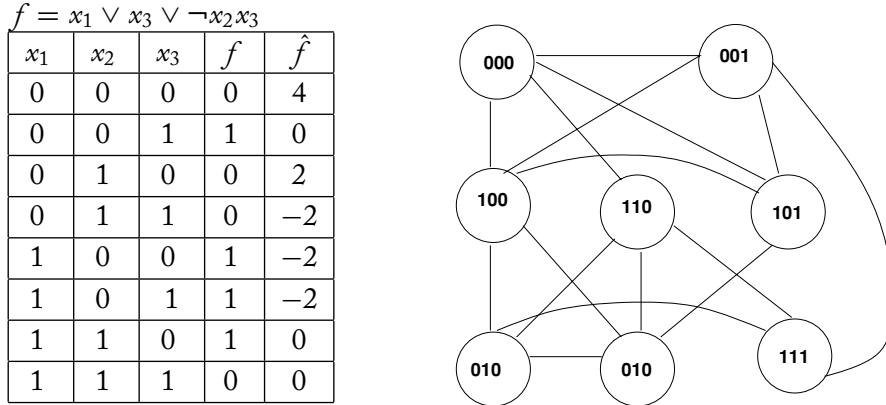 f = x₁ ∨ x₃ ∨ ¬x₂x₃
x₁ x₂ x₃ f f̂
0 0 0 0 4
0 0 1 1 0
0 1 0 0 2
0 1 1 0 −2
1 0 0 1 −2
1 0 1 1 −2
1 1 0 1 0
1 1 1 0 0
000 001
100 110 101
010 010 111